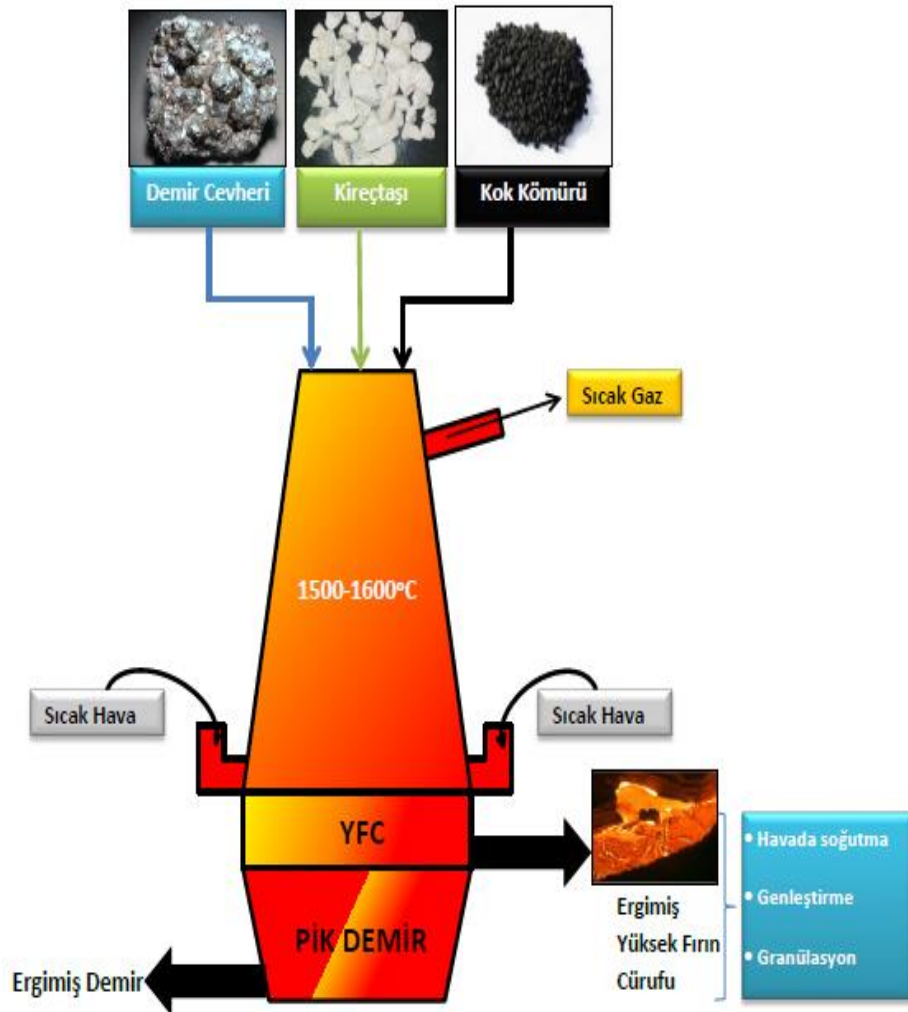 Demir Cevheri
Kireçtaşı
Kok Kömürü
Sıcak Gaz
1500-1600°C
Sıcak Hava
Sıcak Hava
YFC
• Havada soğutma
• Genleştirme
• Granülasyon
Ergimiş
Yüksek Fırın
Cürufu
PİK DEMİR
Ergimiş Demir